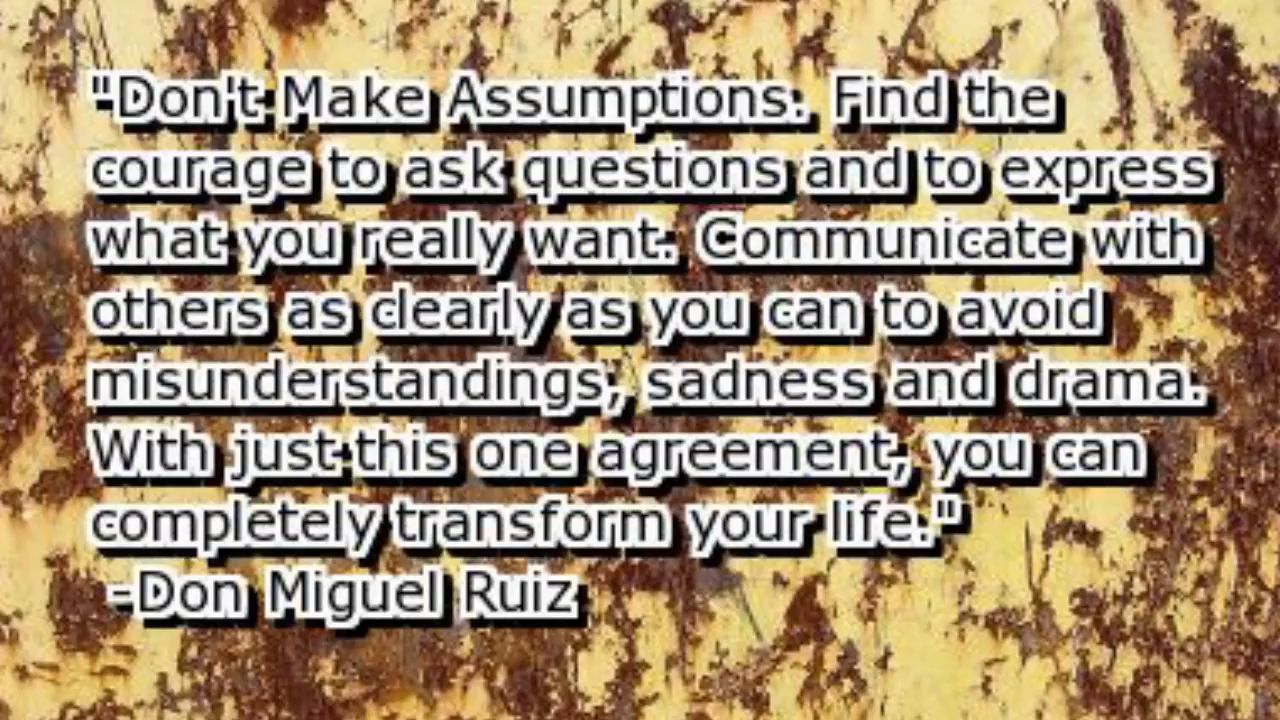 "Don't Make Assumptions. Find the
courage to ask questions and to express
what you really want. Communicate with
others as clearly as you can to avoid
misunderstandings, sadness and drama.
With just this one agreement, you can
completely transform your life."
-Don Miguel Ruiz